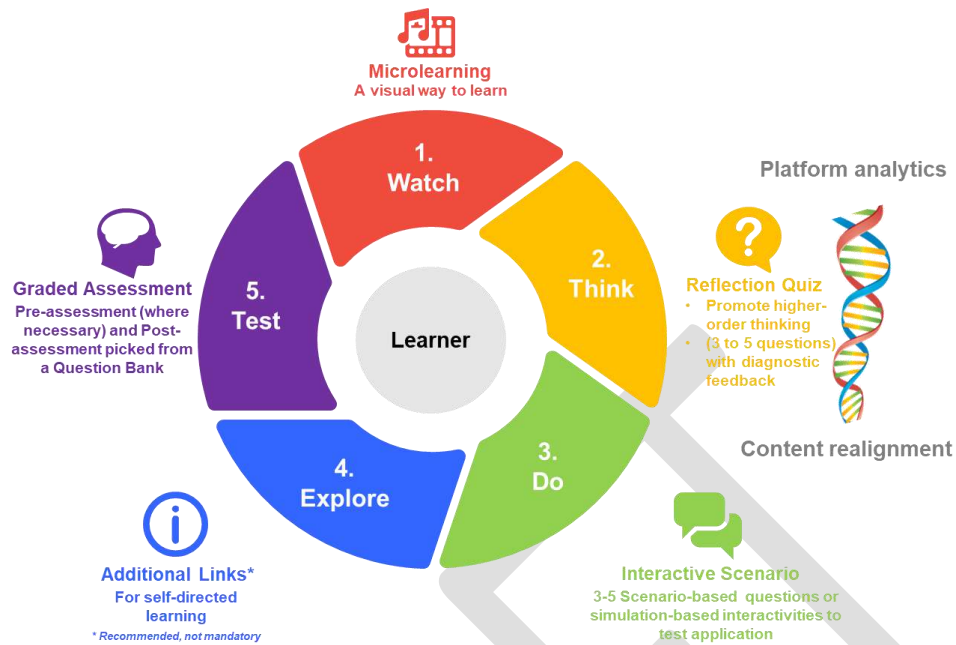 Microlearning
A visual way to learn
1.
Watch
Platform analytics
2.
Think
Reflection Quiz
• Promote higher-
order thinking
• (3 to 5 questions)
with diagnostic
feedback
Graded Assessment
Pre-assessment (where
necessary) and Post-
assessment picked from
a Question Bank
5.
Test
Learner
Content realignment
3.
Do
4.
Explore
Additional Links*
For self-directed
learning
* Recommended, not mandatory
Interactive Scenario
3-5 Scenario-based questions or
simulation-based interactivities to
test application